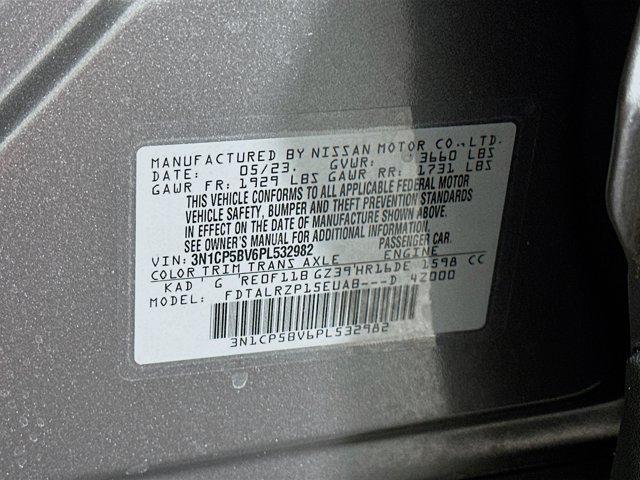 MANUFACTURED BY NISSAN MOTOR CO.,LTD.
DATE: 05/23. GVWR: 3660 LBS
GAWR FR: 1929 LBS GAWR RR: 1731 LBS
THIS VEHICLE CONFORMS TO ALL APPLICABLE FEDERAL MOTOR
VEHICLE SAFETY, BUMPER AND THEFT PREVENTION STANDARDS
IN EFFECT ON THE DATE OF MANUFACTURE SHOWN ABOVE.
SEE OWNER'S MANUAL FOR ADDITIONAL INFORMATION.
VIN: 3N1CP5BV6PL532982 PASSENGER CAR.
COLOR TRIM TRANS AXLE ENGINE
KAD G RE0F11B GZ39 HR16DE 1598 CC
MODEL: FDTALRZP15EUAB---D 42000
3N1CP5BV6PL532982